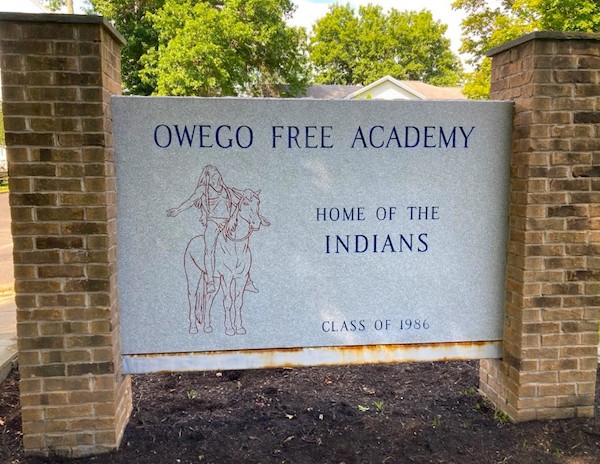 OWEGO FREE ACADEMY
HOME OF THE
INDIANS
CLASS OF 1986